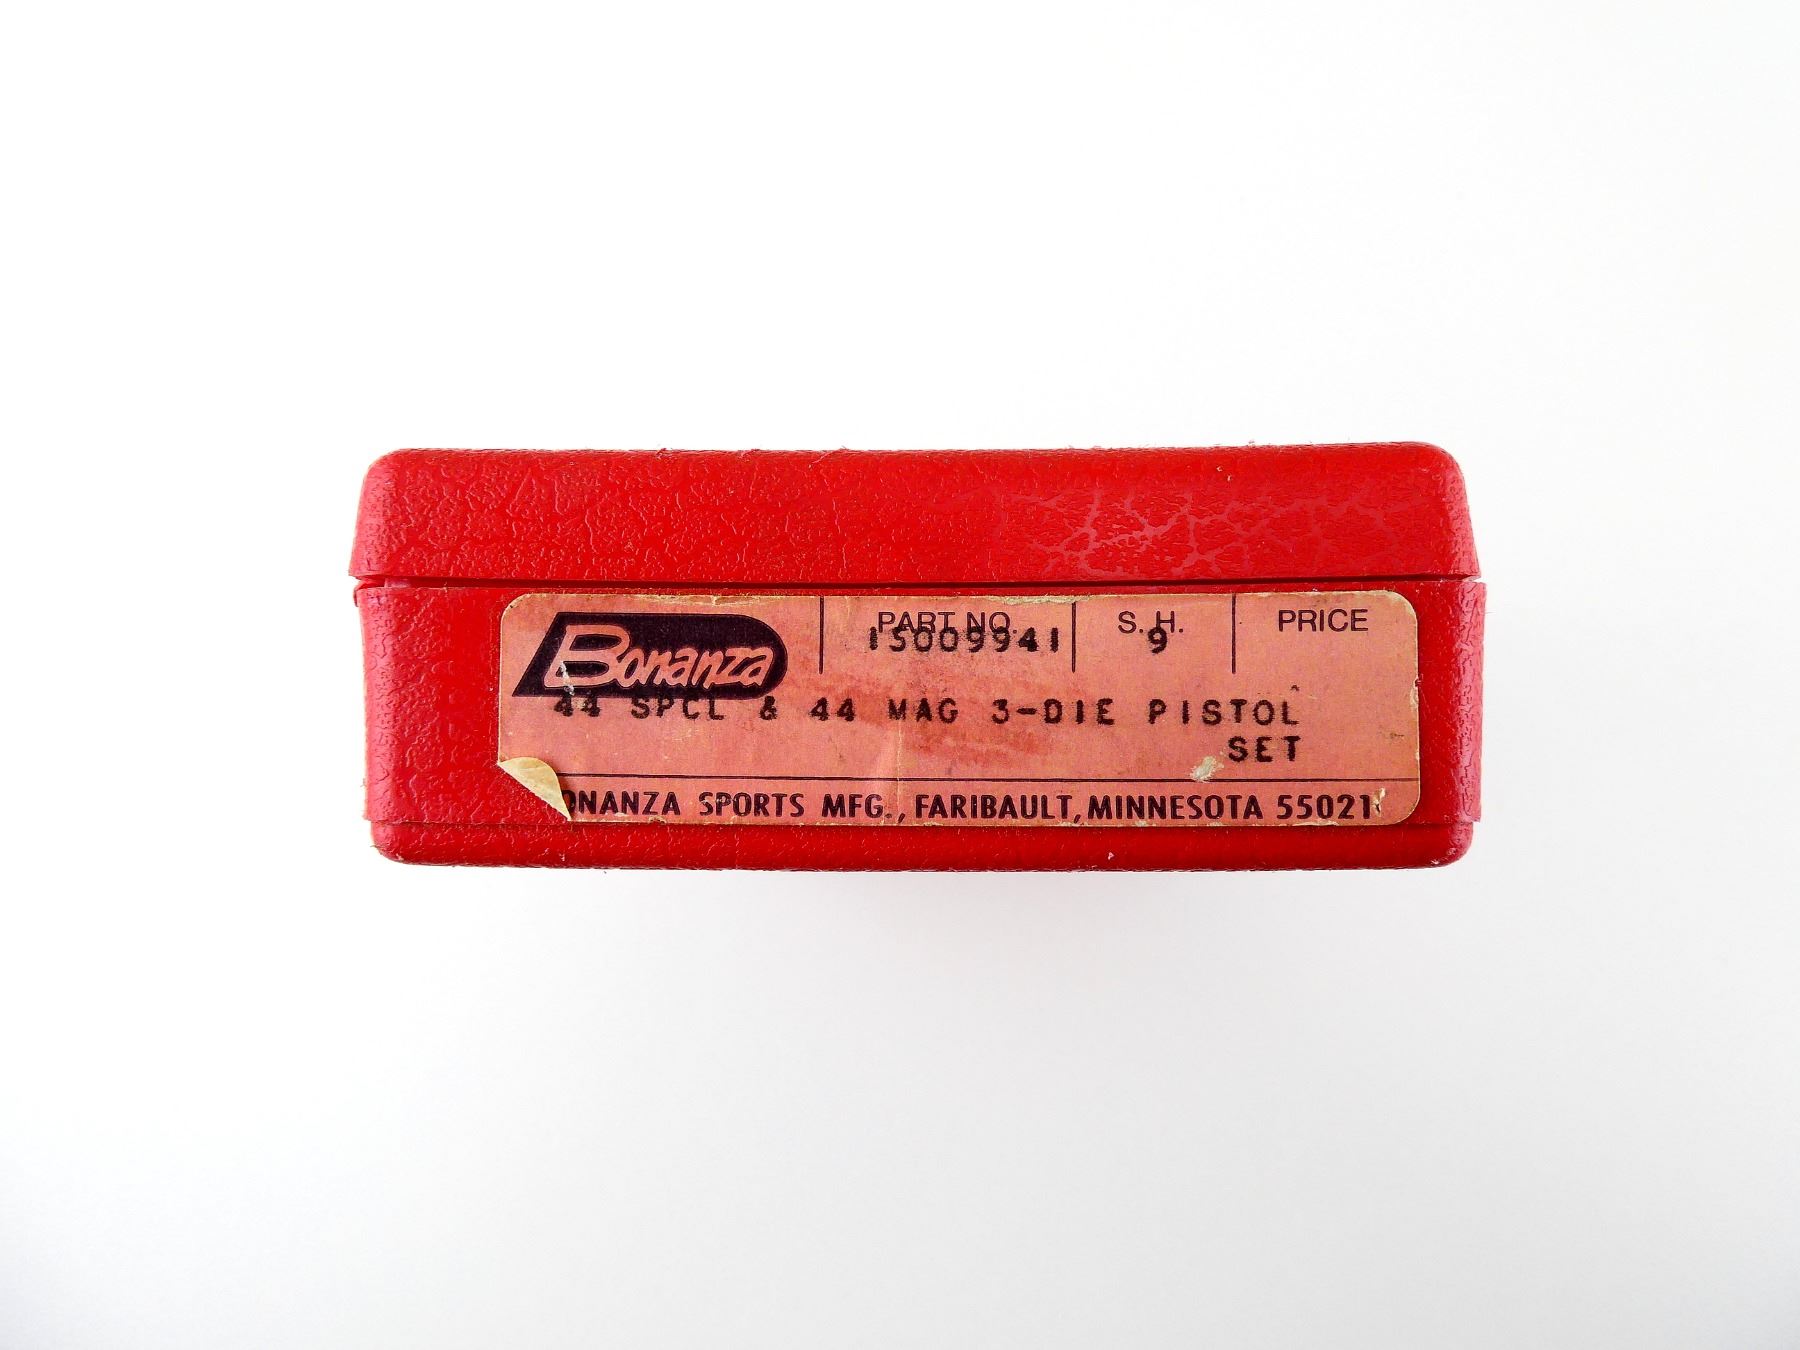 Bonanza
PART NO. S. H. PRICE
15009941 9
44 SPCL & 44 MAG 3-DIE PISTOL
SET
ONANZA SPORTS MFG., FARIBAULT, MINNESOTA 55021